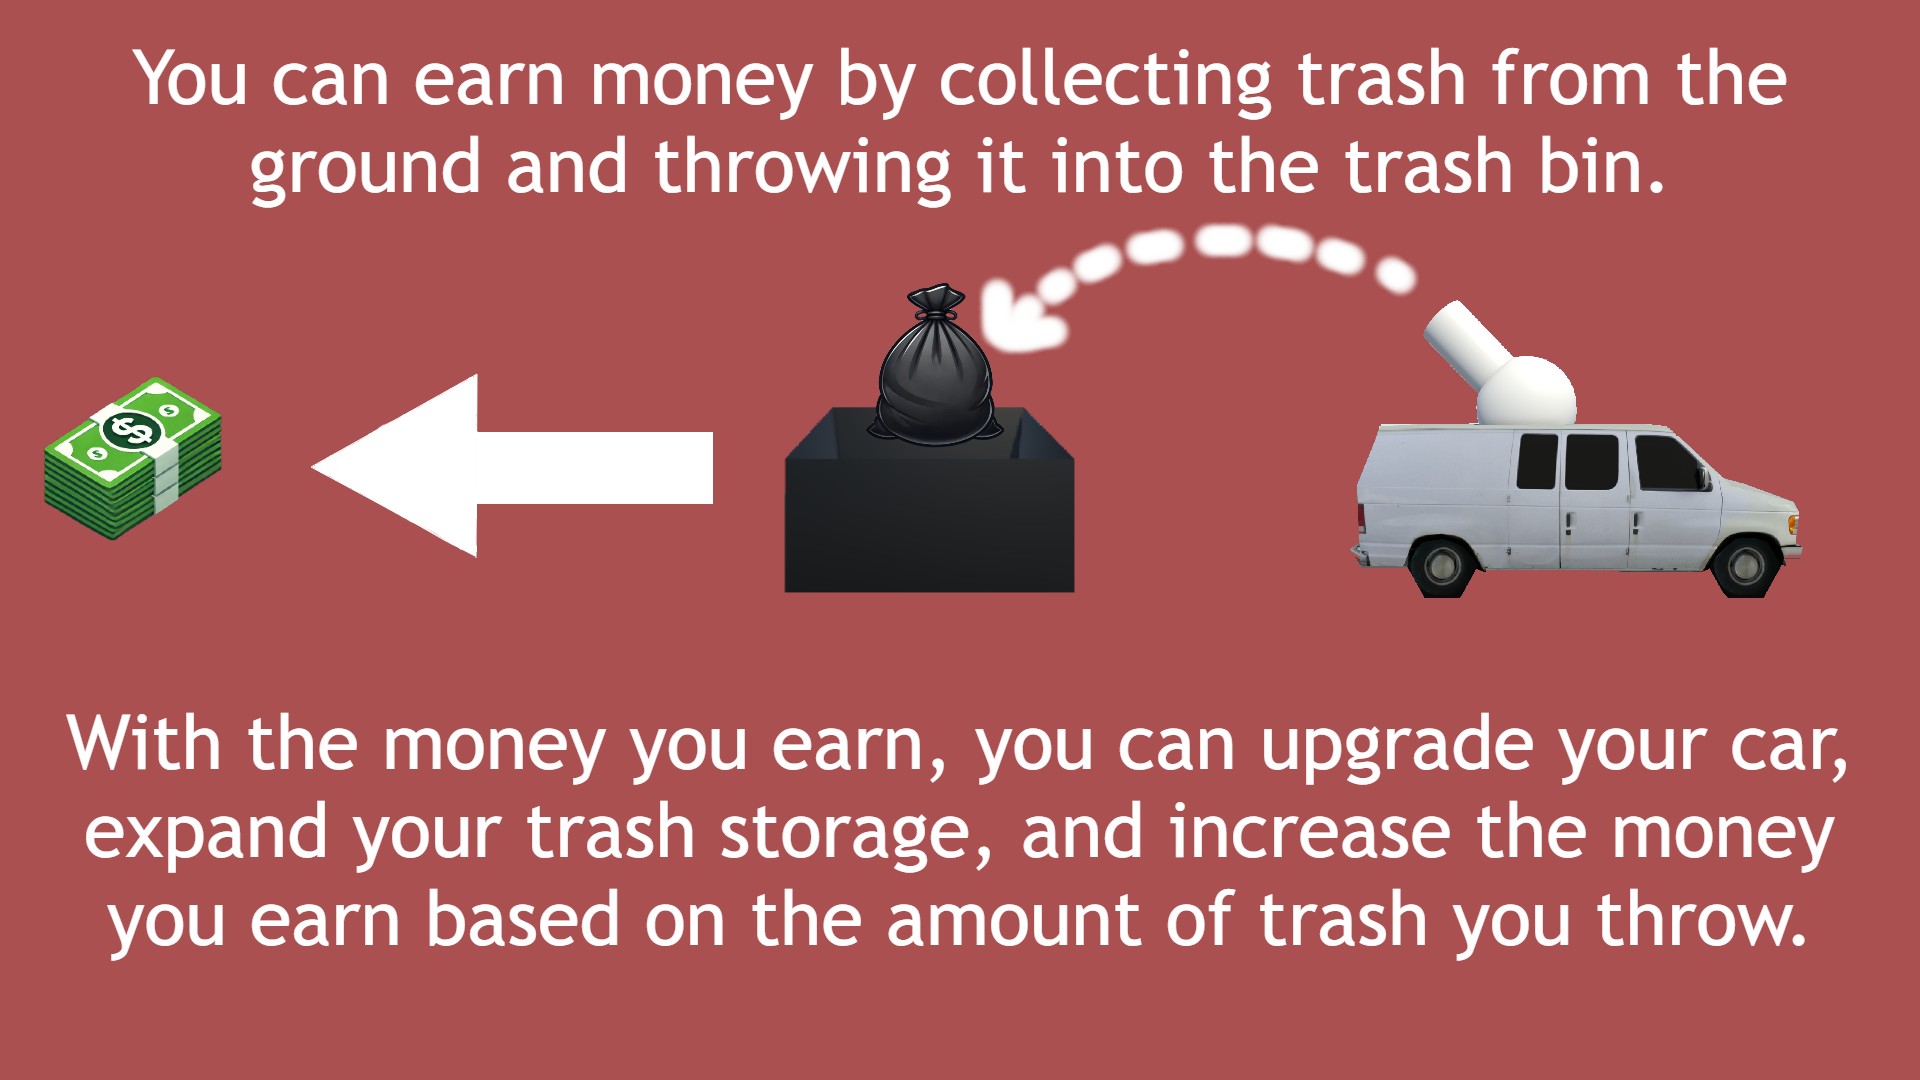 You can earn money by collecting trash from the
ground and throwing it into the trash bin.
With the money you earn, you can upgrade your car,
expand your trash storage, and increase the money
you earn based on the amount of trash you throw.